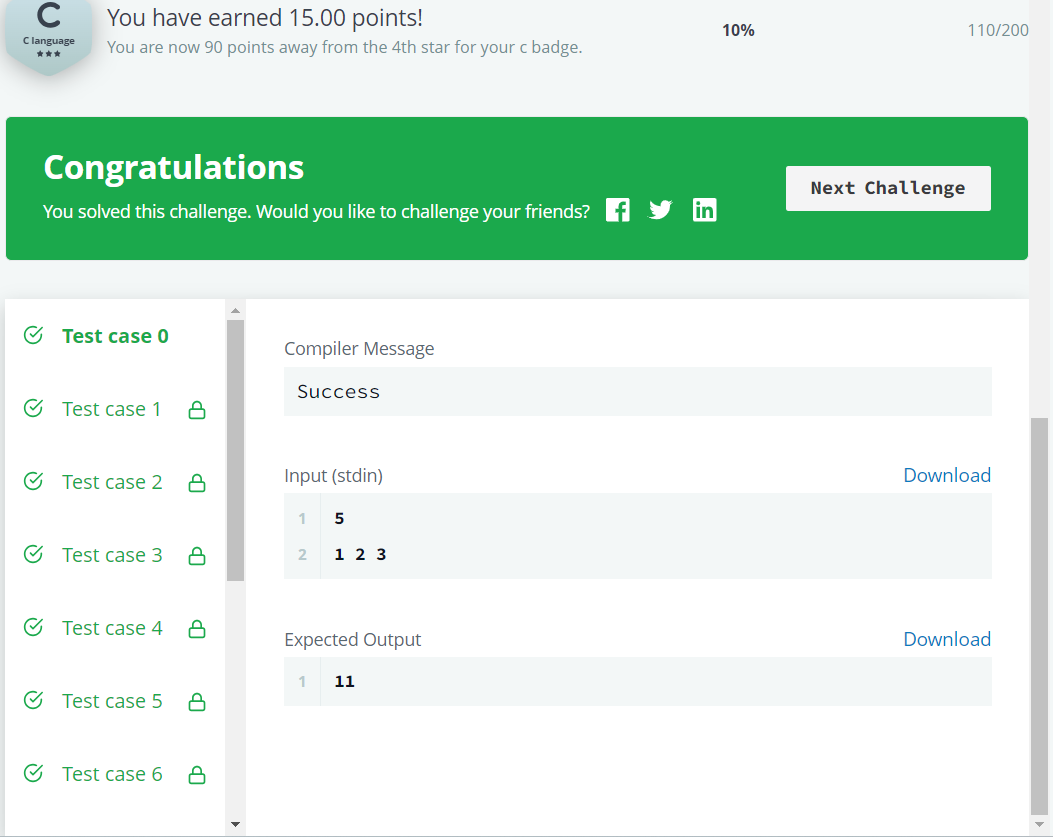 C
C language
You have earned 15.00 points!
You are now 90 points away from the 4th star for your c badge.
10%
110/200
Congratulations
You solved this challenge. Would you like to challenge your friends?
Next Challenge
Test case 0
Test case 1
Test case 2
Test case 3
Test case 4
Test case 5
Test case 6
Compiler Message
Success
Input (stdin)
Download
1 5
2 1 2 3
Expected Output
Download
1 11